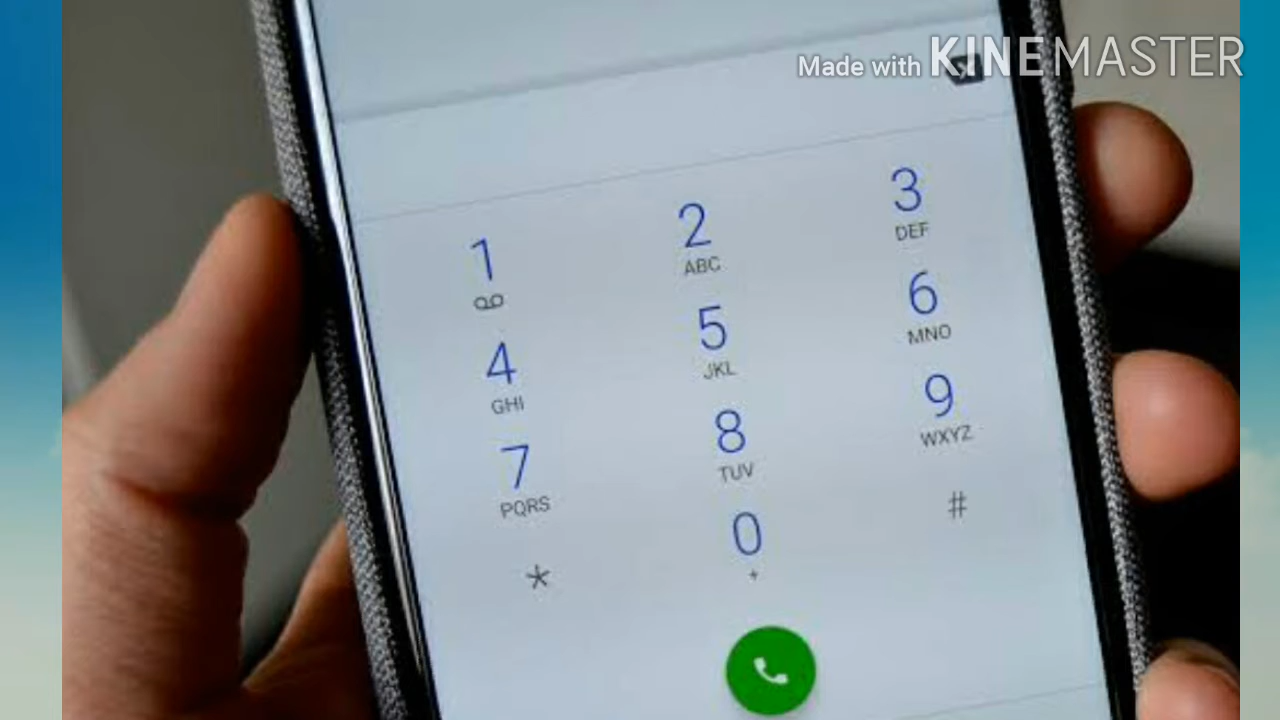 Made with KINEMASTER
1 2 3
ABC DEF
4 5 6
GHI JKL MNO
7 8 9
PQRS TUV WXYZ
* 0 #
+